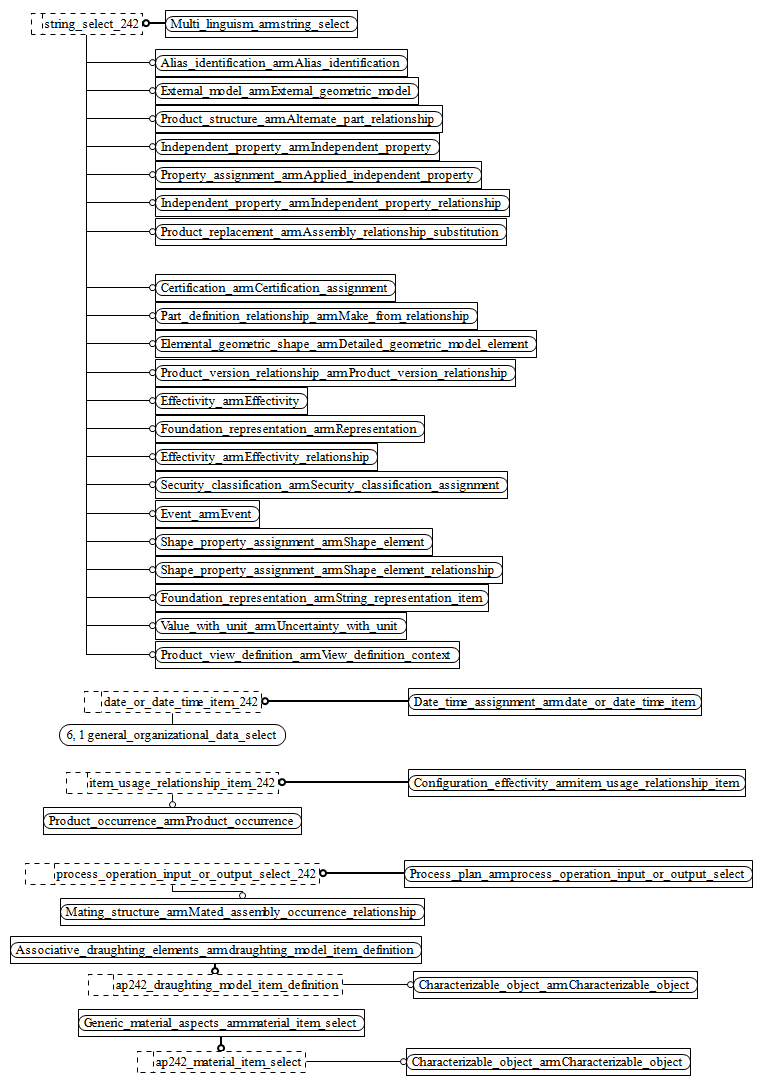 string_select_242 Multi_linguism_armstring_select
Alias_identification_armAlias_identification
External_model_armExternal_geometric_model
Product_structure_armAlternate_part_relationship
Independent_property_armIndependent_property
Property_assignment_armApplied_independent_property
Independent_property_armIndependent_property_relationship
Product_replacement_armAssembly_relationship_substitution
Certification_armCertification_assignment
Part_definition_relationship_armMake_from_relationship
Elemental_geometric_shape_armDetailed_geometric_model_element
Product_version_relationship_armProduct_version_relationship
Effectivity_armEffectivity
Foundation_representation_armRepresentation
Effectivity_armEffectivity_relationship
Security_classification_armSecurity_classification_assignment
Event_armEvent
Shape_property_assignment_armShape_element
Shape_property_assignment_armShape_element_relationship
Foundation_representation_armString_representation_item
Value_with_unit_armUncertainty_with_unit
Product_view_definition_armView_definition_context
date_or_date_time_item_242 Date_time_assignment_armdate_or_date_time_item
6, 1 general_organizational_data_select
item_usage_relationship_item_242 Configuration_effectivity_armitem_usage_relationship_item
Product_occurrence_armProduct_occurrence
process_operation_input_or_output_select_242 Process_plan_armprocess_operation_input_or_output_select
Mating_structure_armMated_assembly_occurrence_relationship
Associative_draughting_elements_armdraughting_model_item_definition
ap242_draughting_model_item_definition Characterizable_object_armCharacterizable_object
Generic_material_aspects_armmaterial_item_select
ap242_material_item_select Characterizable_object_armCharacterizable_object